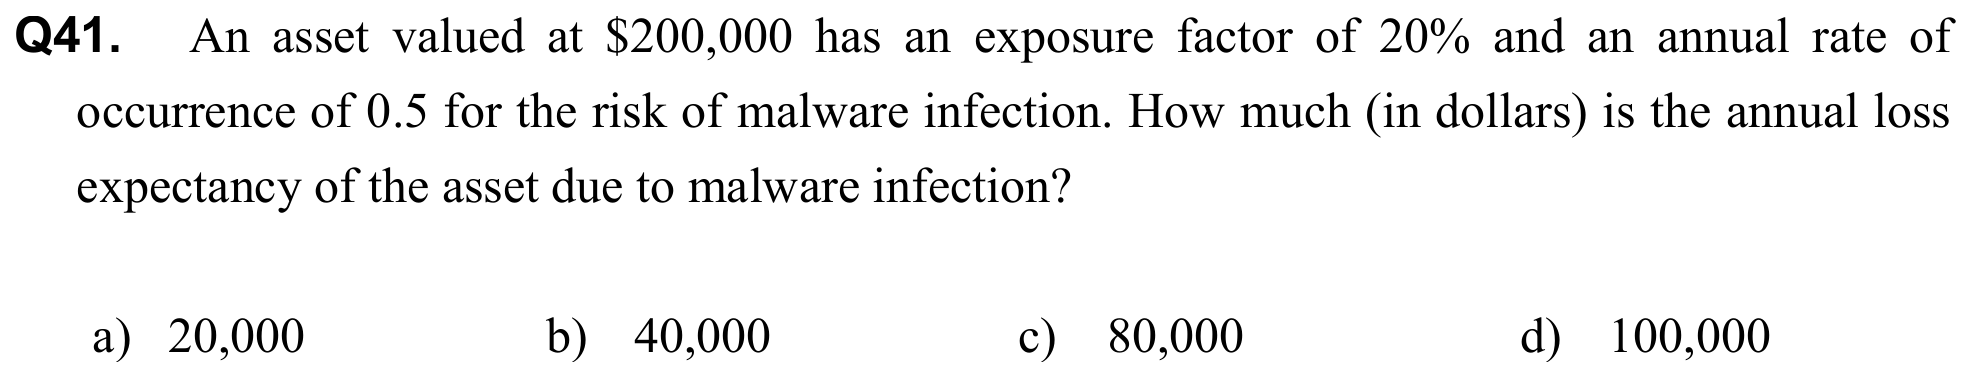 Q41. An asset valued at $200,000 has an exposure factor of 20% and an annual rate of
occurrence of 0.5 for the risk of malware infection. How much (in dollars) is the annual loss
expectancy of the asset due to malware infection?
a) 20,000 b) 40,000 c) 80,000 d) 100,000